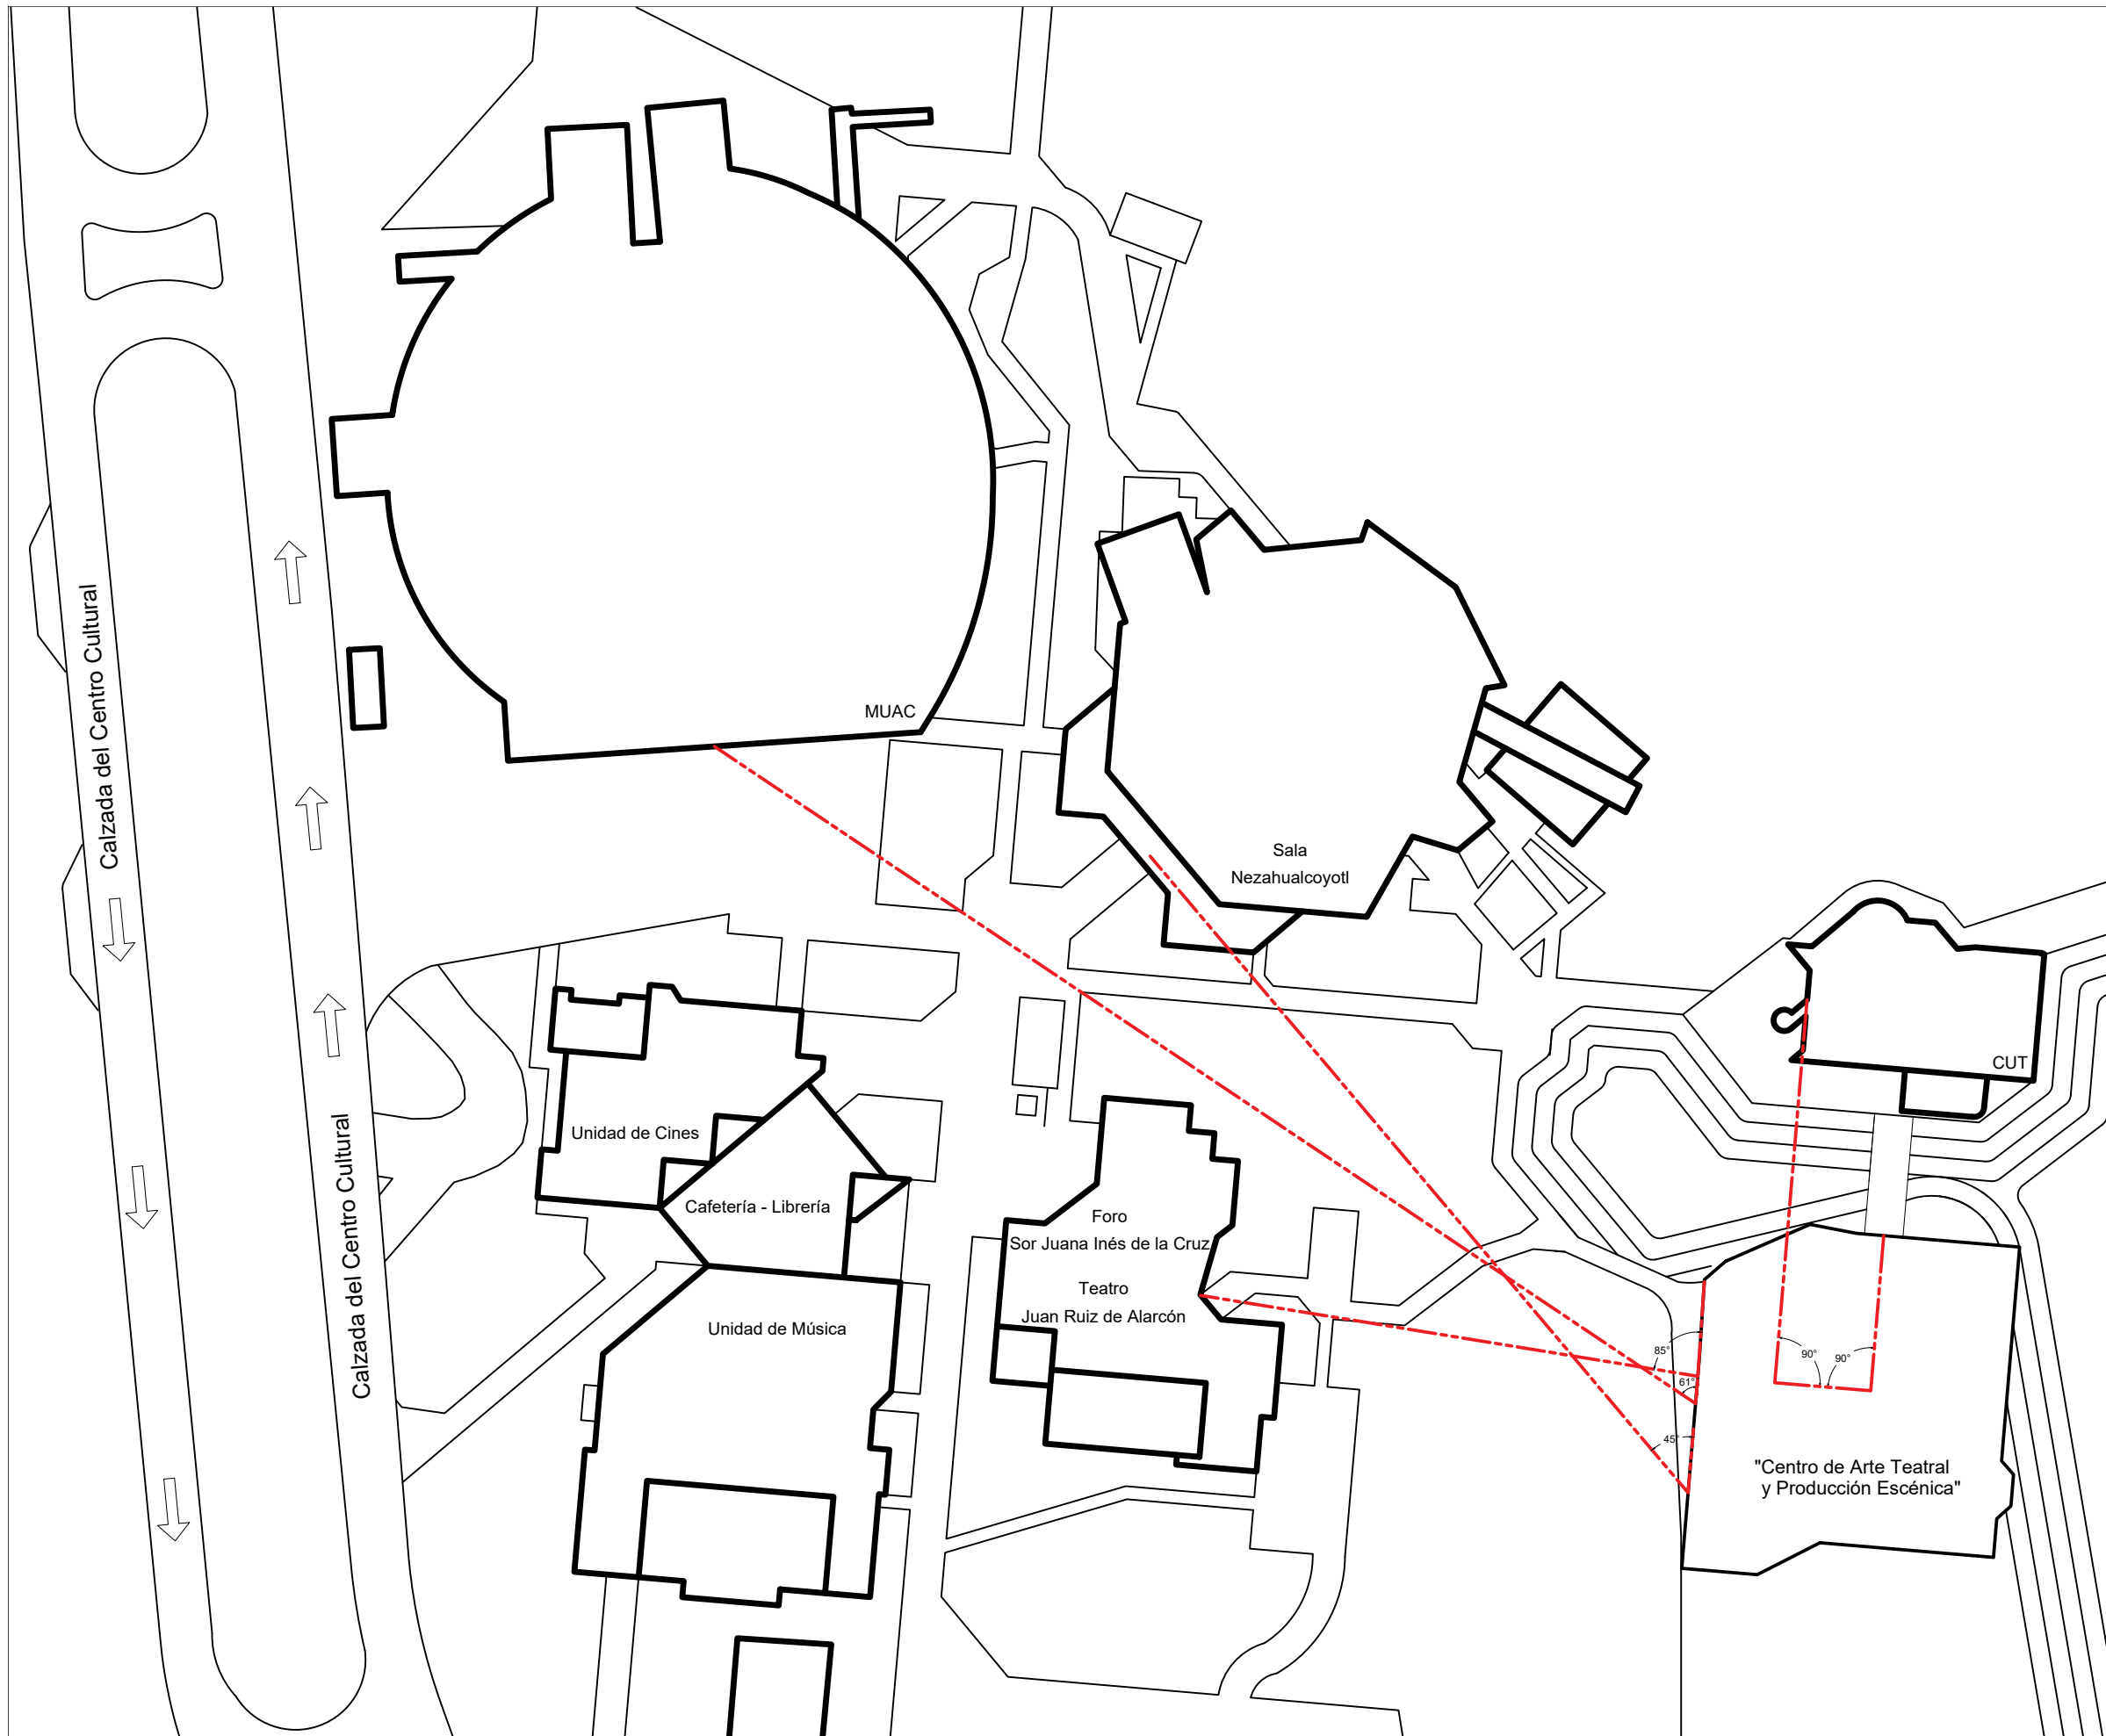 Calzada del Centro Cultural
Calzada del Centro Cultural
MUAC
Sala
Nezahualcoyotl
CUT
Unidad de Cines
Cafetería - Librería
Unidad de Música
Foro
Sor Juana Inés de la Cruz
Teatro
Juan Ruiz de Alarcón
85°
61°
45°
90°
90°
"Centro de Arte Teatral
y Producción Escénica"